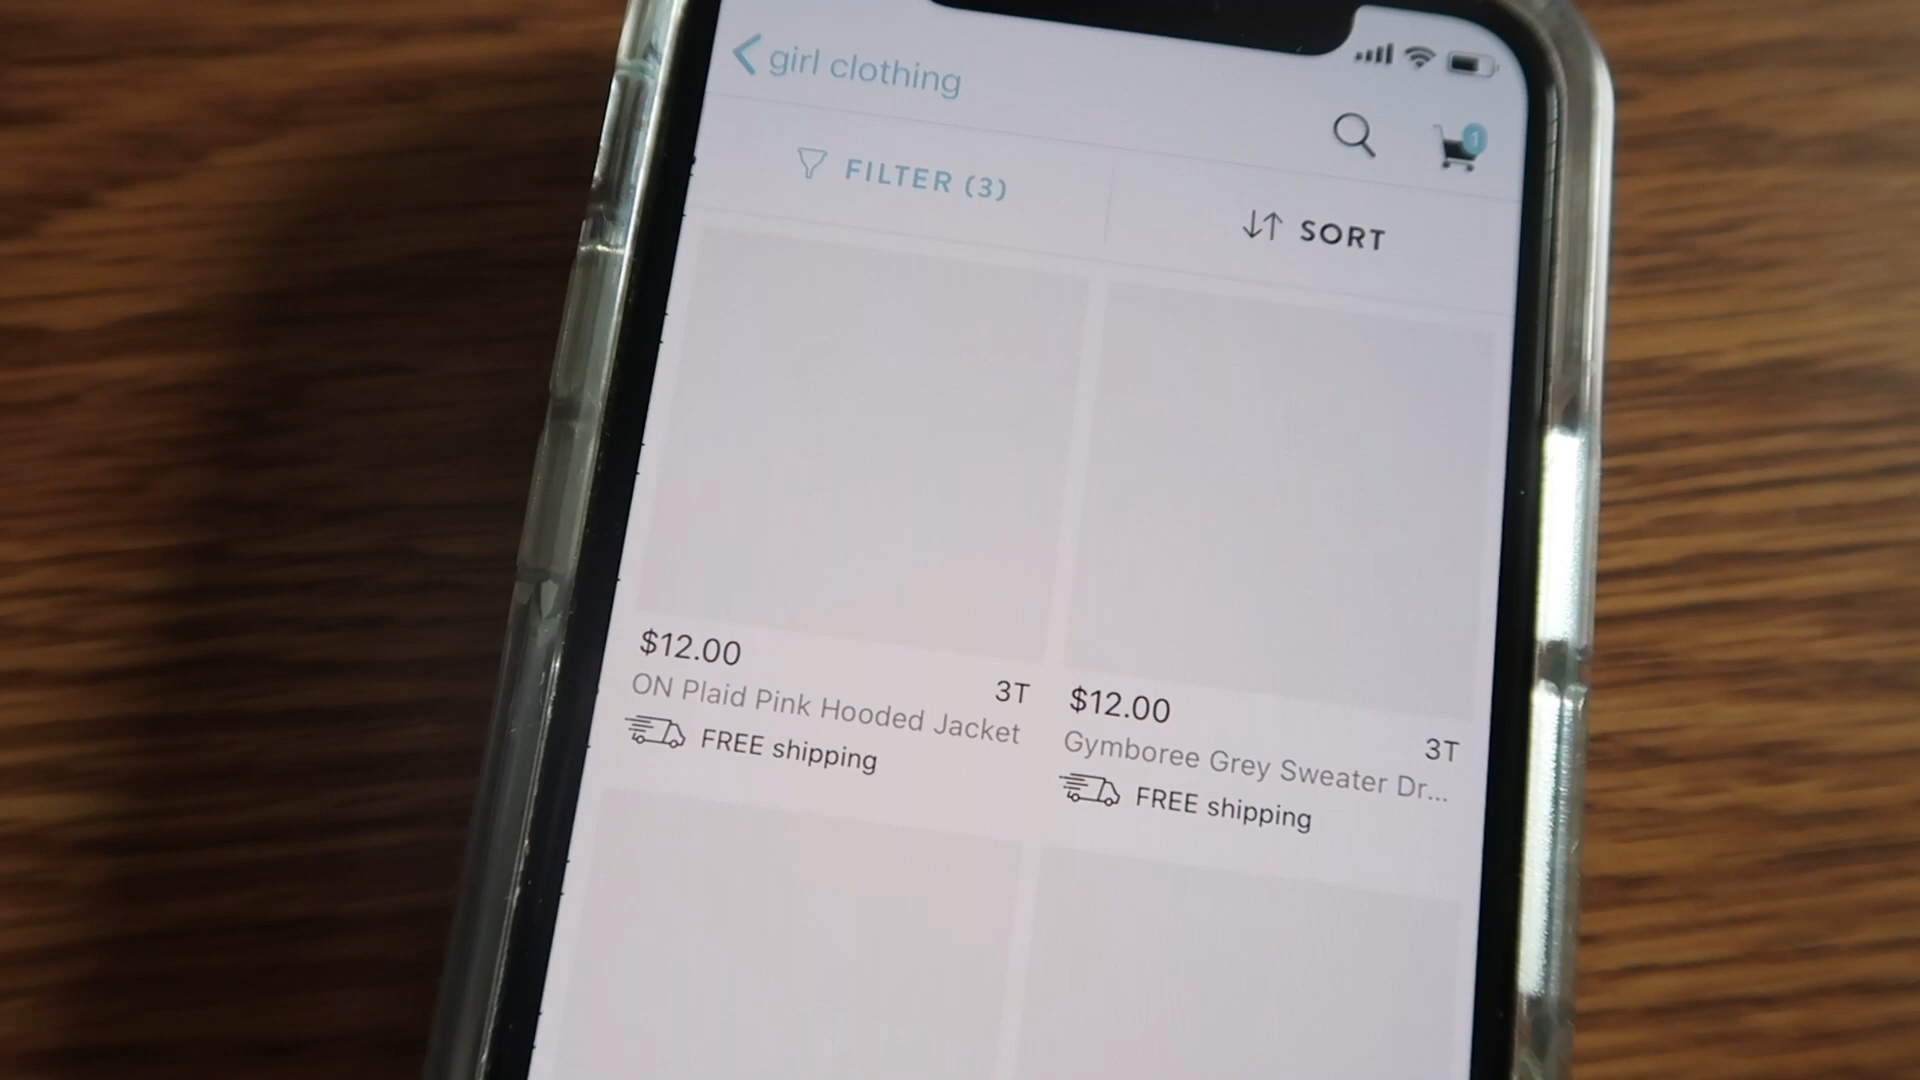 girl clothing
1
FILTER (3)
SORT
$12.00
3T
ON Plaid Pink Hooded Jacket
FREE shipping
$12.00
3T
Gymboree Grey Sweater Dr...
FREE shipping